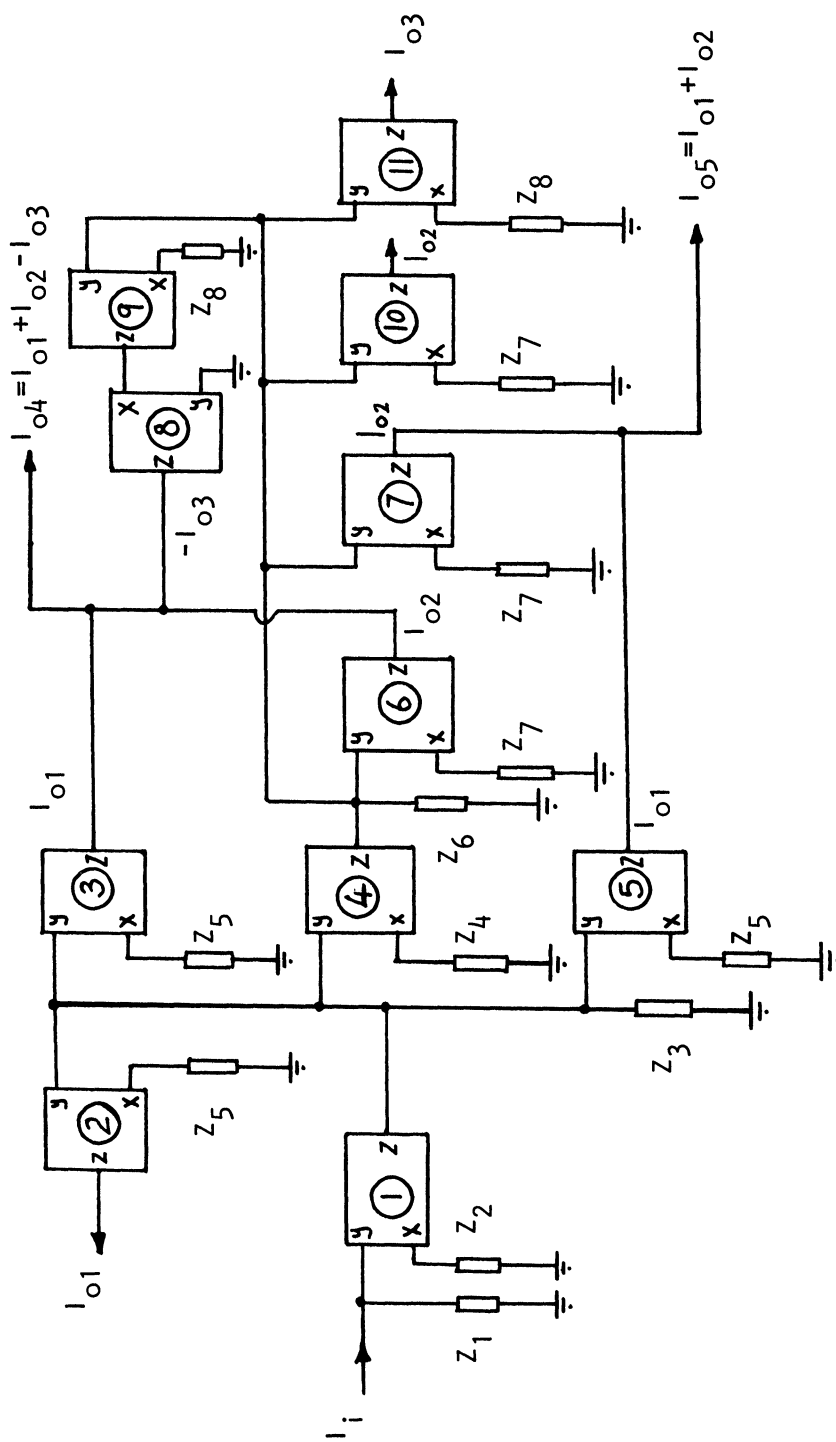 I_i
Z_1
Z_2
y
x
z
1
I_o1
z
y
x
2
Z_5
Z_3
y
x
z
3
Z_5
I_o1
y
x
z
4
Z_4
Z_6
y
x
z
5
Z_5
I_o1
y
x
z
6
Z_7
I_o2
y
x
z
7
Z_7
I_o2
I_o4=I_o1+I_o2-I_o3
-I_o3
z
x
y
8
z
y
x
9
Z_8
y
x
z
10
Z_7
I_o2
y
x
z
11
Z_8
I_o3
I_o5=I_o1+I_o2